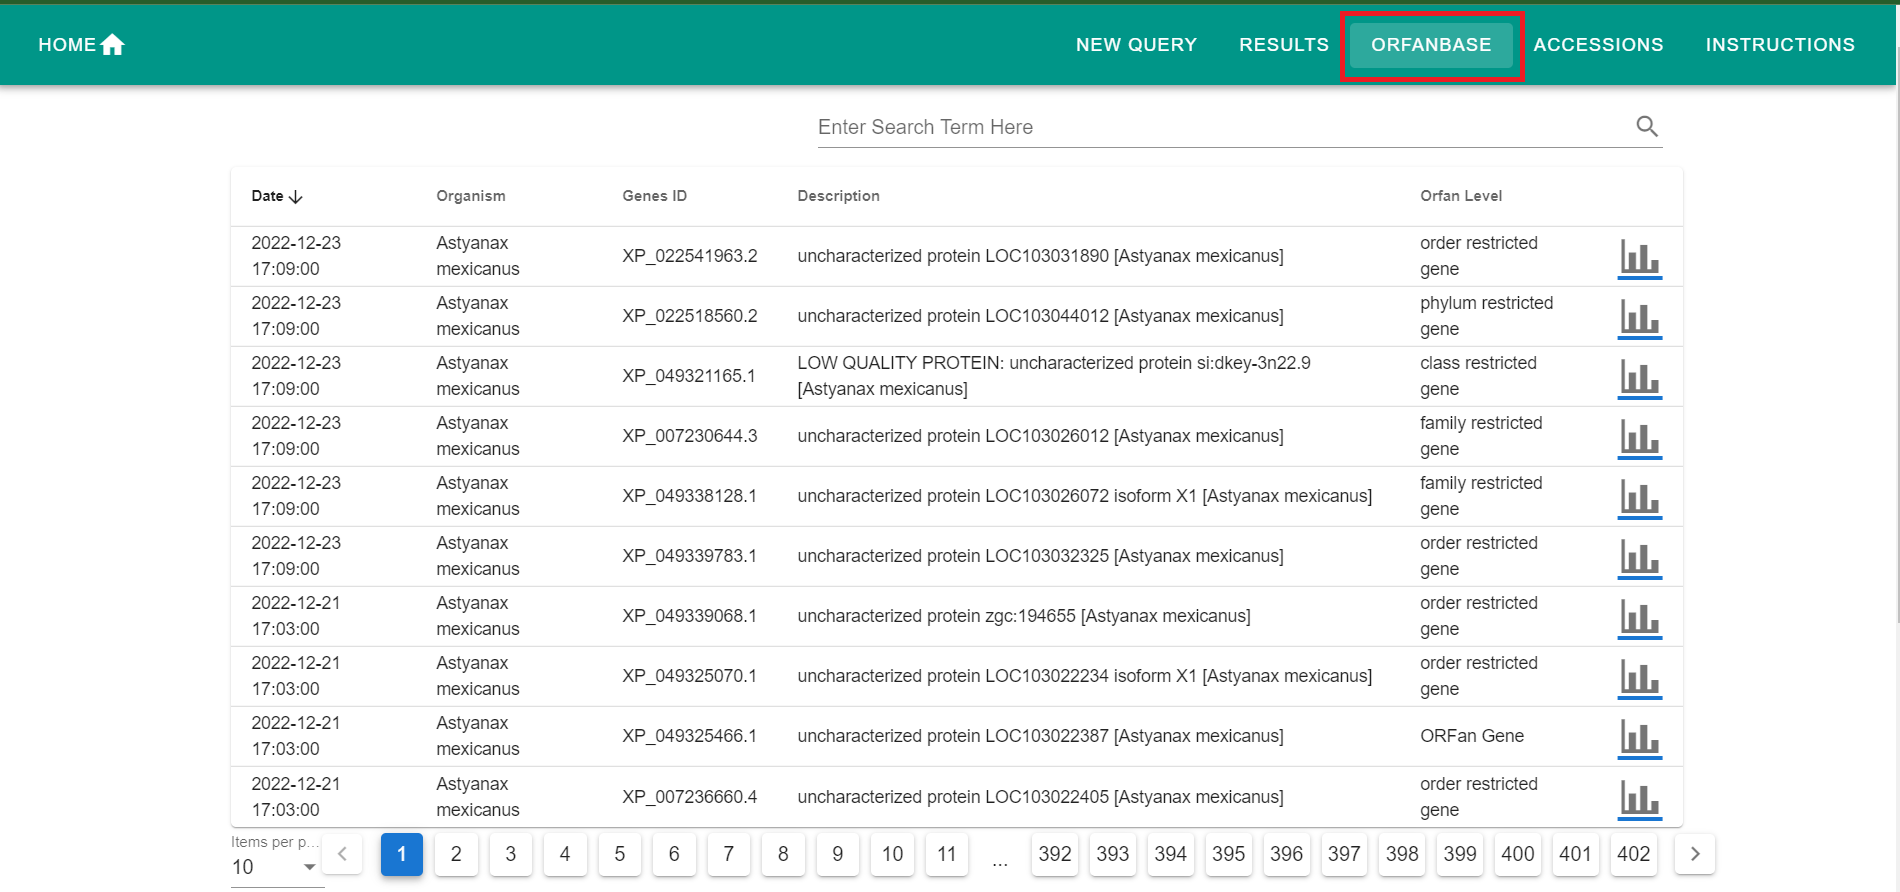 HOME NEW QUERY RESULTS ORFANBASE ACCESSIONS INSTRUCTIONS
Enter Search Term Here
Date Organism Genes ID Description Orfan Level
2022-12-23 Astyanax XP_022541963.2 uncharacterized protein LOC103031890 [Astyanax mexicanus] order restricted
17:09:00 mexicanus gene
2022-12-23 Astyanax XP_022518560.2 uncharacterized protein LOC103044012 [Astyanax mexicanus] phylum restricted
17:09:00 mexicanus gene
2022-12-23 Astyanax XP_049321165.1 LOW QUALITY PROTEIN: uncharacterized protein si:dkey-3n22.9 class restricted
17:09:00 mexicanus [Astyanax mexicanus] gene
2022-12-23 Astyanax XP_007230644.3 uncharacterized protein LOC103026012 [Astyanax mexicanus] family restricted
17:09:00 mexicanus gene
2022-12-23 Astyanax XP_049338128.1 uncharacterized protein LOC103026072 isoform X1 [Astyanax mexicanus] family restricted
17:09:00 mexicanus gene
2022-12-23 Astyanax XP_049339783.1 uncharacterized protein LOC103032325 [Astyanax mexicanus] order restricted
17:09:00 mexicanus gene
2022-12-21 Astyanax XP_049339068.1 uncharacterized protein zgc:194655 [Astyanax mexicanus] order restricted
17:03:00 mexicanus gene
2022-12-21 Astyanax XP_049325070.1 uncharacterized protein LOC103022234 isoform X1 [Astyanax mexicanus] order restricted
17:03:00 mexicanus gene
2022-12-21 Astyanax XP_049325466.1 uncharacterized protein LOC103022387 [Astyanax mexicanus] ORFan Gene
17:03:00 mexicanus
2022-12-21 Astyanax XP_007236660.4 uncharacterized protein LOC103022405 [Astyanax mexicanus] order restricted
17:03:00 mexicanus gene
Items per p...
10 1 2 3 4 5 6 7 8 9 10 11 ... 392 393 394 395 396 397 398 399 400 401 402